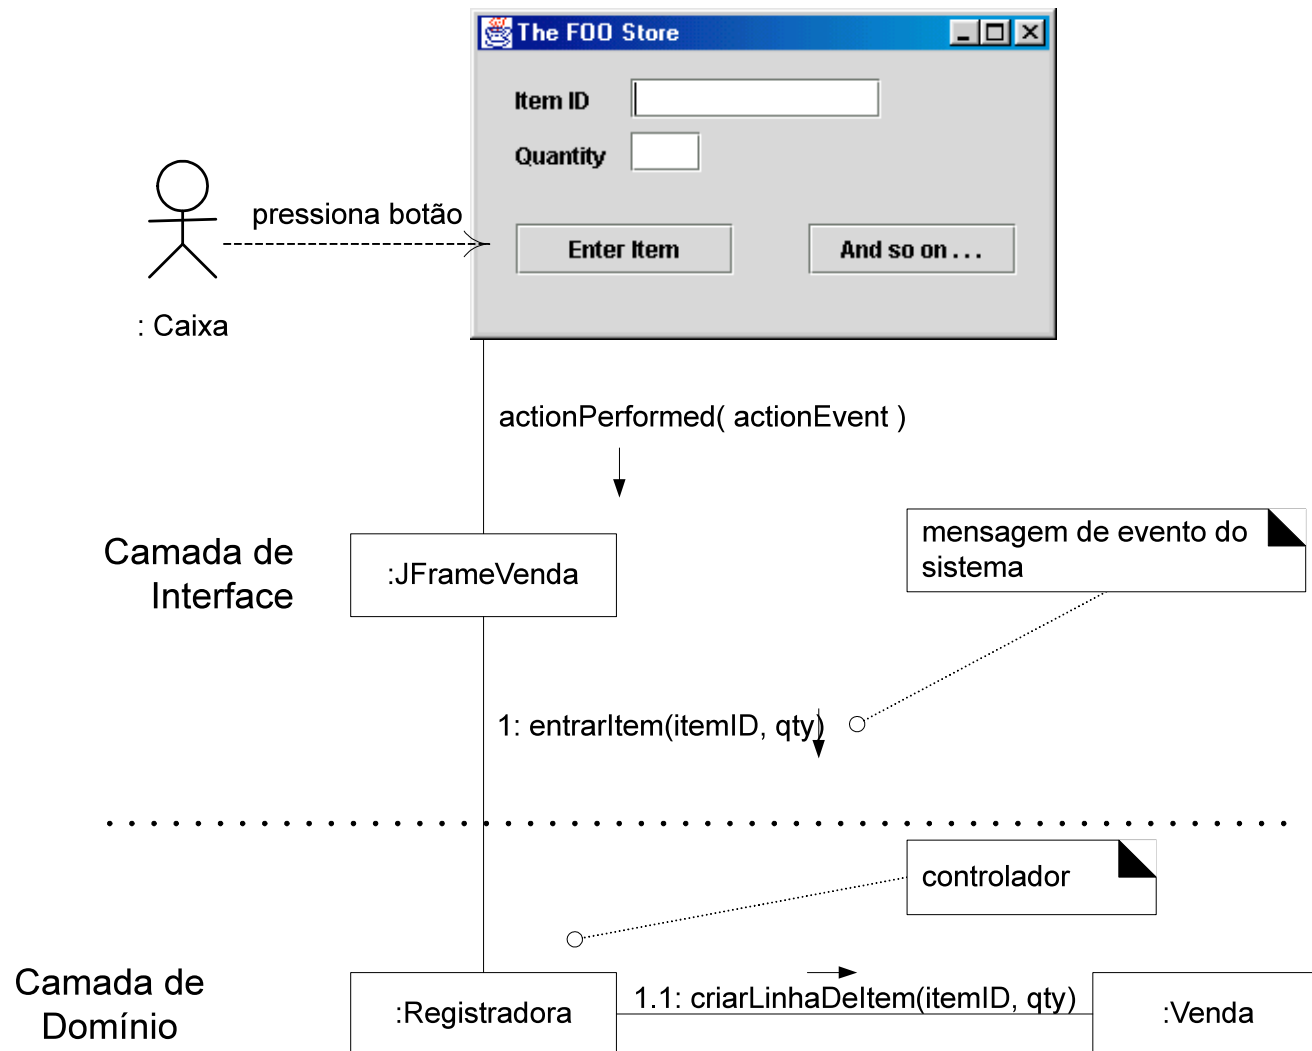 The FOO Store
Item ID
Quantity
pressiona botão
Enter Item
And so on . . .
: Caixa
actionPerformed( actionEvent )
Camada de
Interface
:JFrameVenda
mensagem de evento do
sistema
1: entrarItem(itemID, qty)
controlador
Camada de
Domínio
:Registradora
1.1: criarLinhaDeItem(itemID, qty)
:Venda